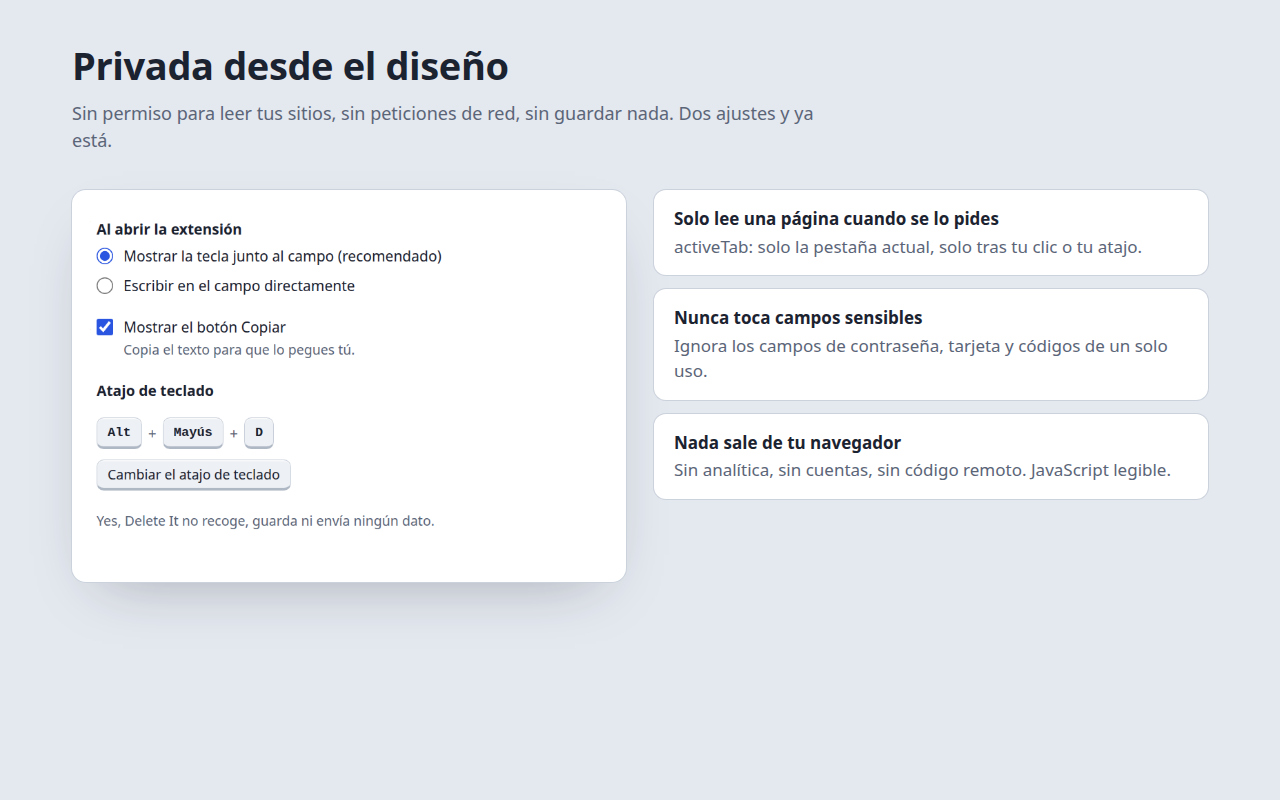 Privada desde el diseño
Sin permiso para leer tus sitios, sin peticiones de red, sin guardar nada. Dos ajustes y ya
está.
Al abrir la extensión
Mostrar la tecla junto al campo (recomendado)
Escribir en el campo directamente
Mostrar el botón Copiar
Copia el texto para que lo pegues tú.
Atajo de teclado
Alt + Mayús + D
Cambiar el atajo de teclado
Yes, Delete It no recoge, guarda ni envía ningún dato.
Solo lee una página cuando se lo pides
activeTab: solo la pestaña actual, solo tras tu clic o tu atajo.
Nunca toca campos sensibles
Ignora los campos de contraseña, tarjeta y códigos de un solo
uso.
Nada sale de tu navegador
Sin analítica, sin cuentas, sin código remoto. JavaScript legible.